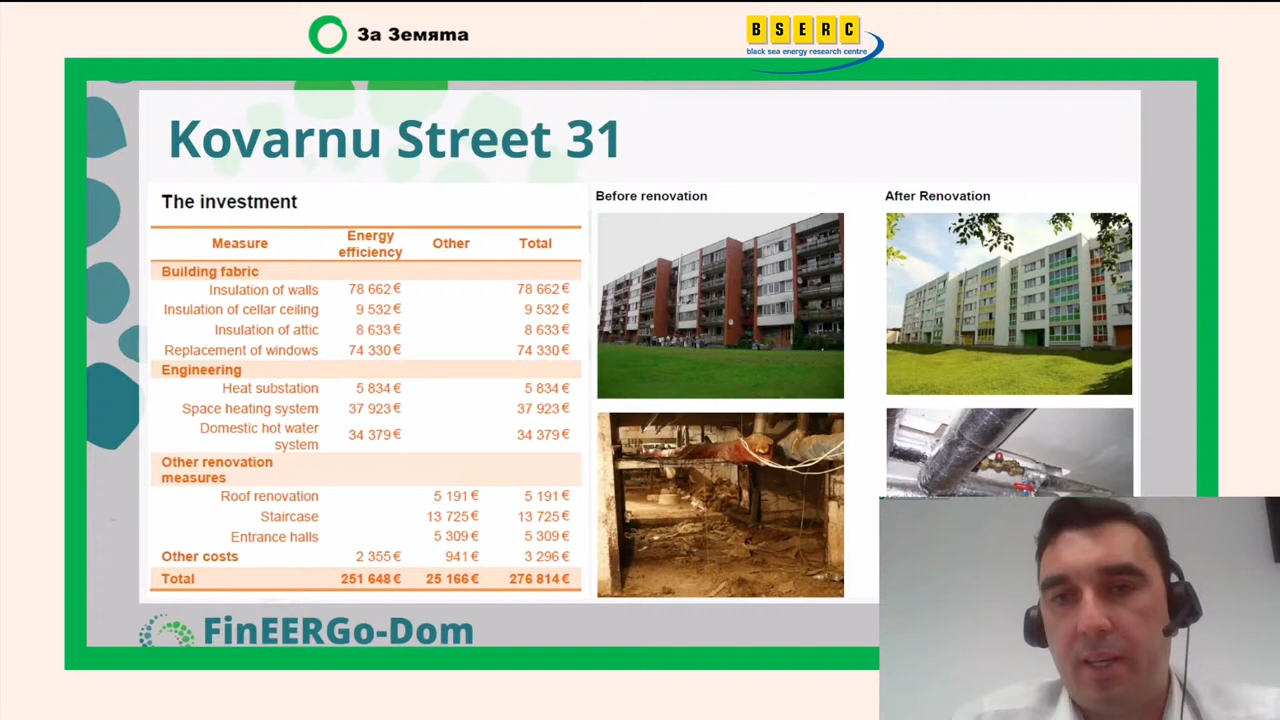 За Земята
BSERC
black sea energy research centre
Kovarnu Street 31
The investment
Measure Energy efficiency Other Total
Building fabric
Insulation of walls 78 662 € 78 662 €
Insulation of cellar ceiling 9 532 € 9 532 €
Insulation of attic 8 633 € 8 633 €
Replacement of windows 74 330 € 74 330 €
Engineering
Heat substation 5 834 € 5 834 €
Space heating system 37 923 € 37 923 €
Domestic hot water system 34 379 € 34 379 €
Other renovation measures
Roof renovation 5 191 € 5 191 €
Staircase 13 725 € 13 725 €
Entrance halls 5 309 € 5 309 €
Other costs 2 355 € 941 € 3 296 €
Total 251 648 € 25 166 € 276 814 €
Before renovation
After Renovation
FinEERGo-Dom